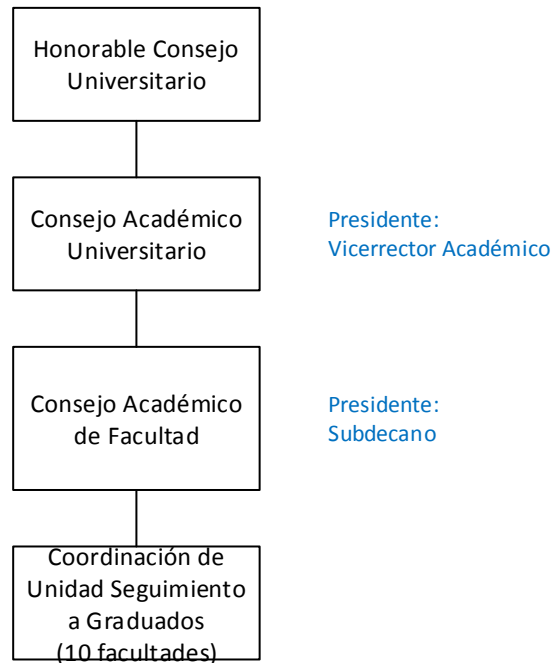 Honorable Consejo
Universitario
Consejo Académico
Universitario
Presidente:
Vicerrector Académico
Consejo Académico
de Facultad
Presidente:
Subdecano
Coordinación de
Unidad Seguimiento
a Graduados
(10 facultades)